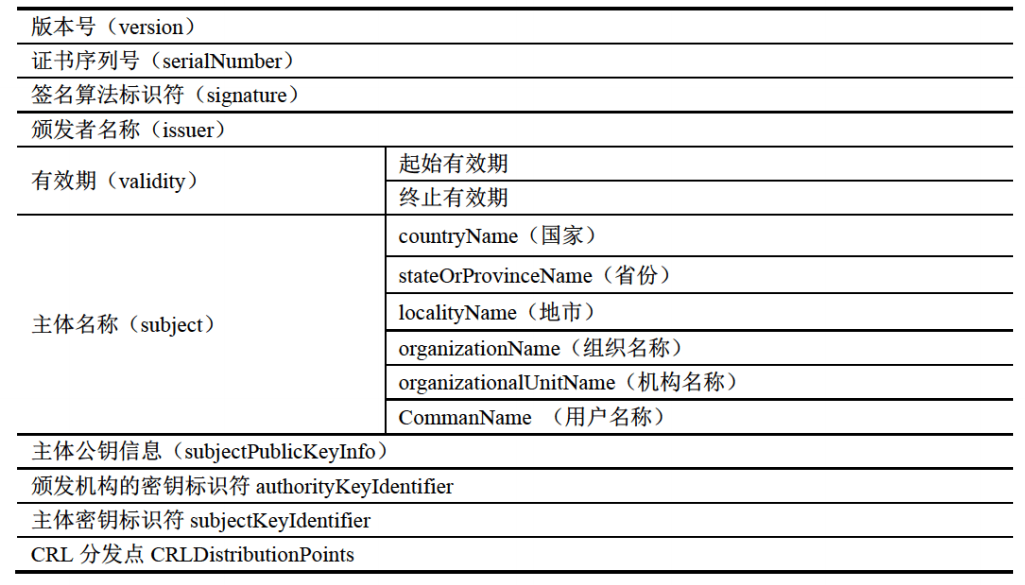 版本号（version）
证书序列号（serialNumber）
签名算法标识符（signature）
颁发者名称（issuer）
有效期（validity）
起始有效期
终止有效期
主体名称（subject）
countryName（国家）
stateOrProvinceName（省份）
localityName（地市）
organizationName（组织名称）
organizationalUnitName（机构名称）
CommanName （用户名称）
主体公钥信息（subjectPublicKeyInfo）
颁发机构的密钥标识符 authorityKeyIdentifier
主体密钥标识符 subjectKeyIdentifier
CRL 分发点 CRLDistributionPoints